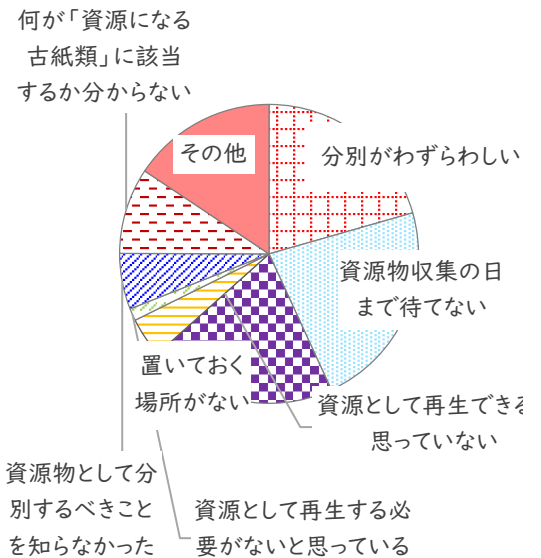 何が「資源になる
古紙類」に該当
するか分からない
その他
分別がわずらわしい
資源物収集の日
まで待てない
置いておく
場所がない
資源として再生できる
思っていない
資源物として分
別するべきこと
を知らなかった
資源として再生する必
要がないと思っている